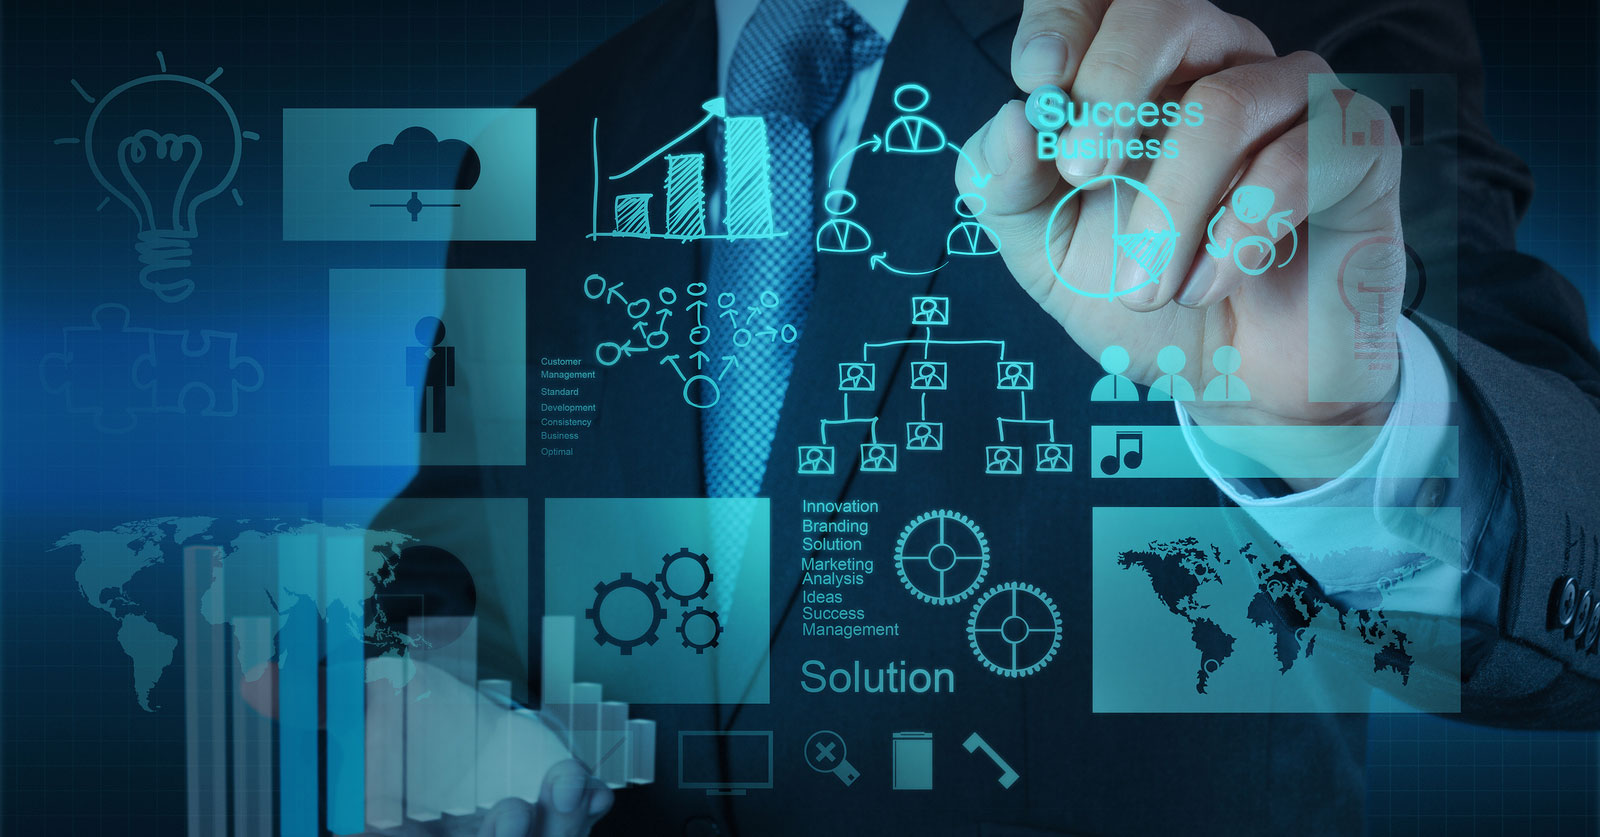 Success
Business
Customer
Management
Standard
Development
Consistency
Business
Optimal
Innovation
Branding
Solution
Marketing
Analysis
Ideas
Success
Management
Solution